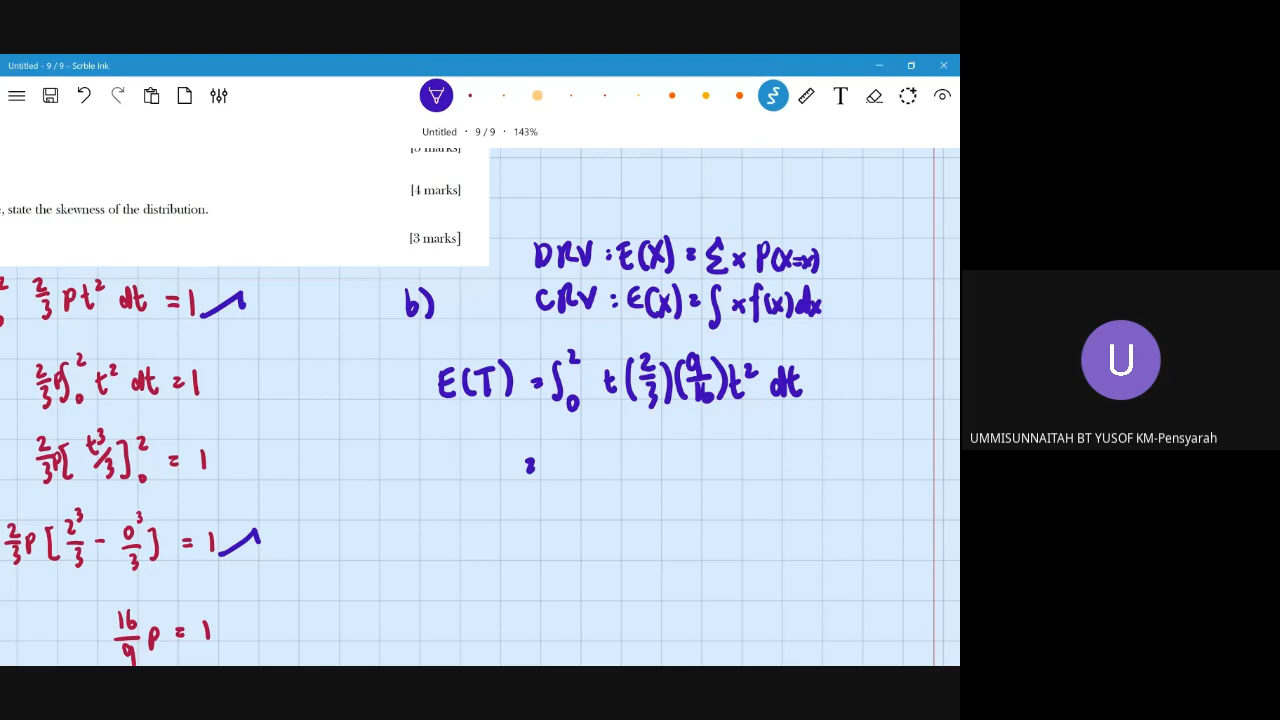 Untitled - 9 / 9 - Scrble Ink
T
Untitled • 9 / 9 • 143%
[4 marks]
, state the skewness of the distribution.
[3 marks]
DRV : E(X) = Σ x P(X=x)
CRV : E(X) = ∫ x f(x) dx
2/3 p t² dt = 1
b)
2/3 p ∫₀² t² dt = 1
E(T) = ∫₀² t (2/3)(9/16) t² dt
2/3 p [t³/3]₀² = 1
=
2/3 p [2³/3 - 0³/3] = 1
16/9 p = 1
U
UMMISUNNAITAH BT YUSOF KM-Pensyarah